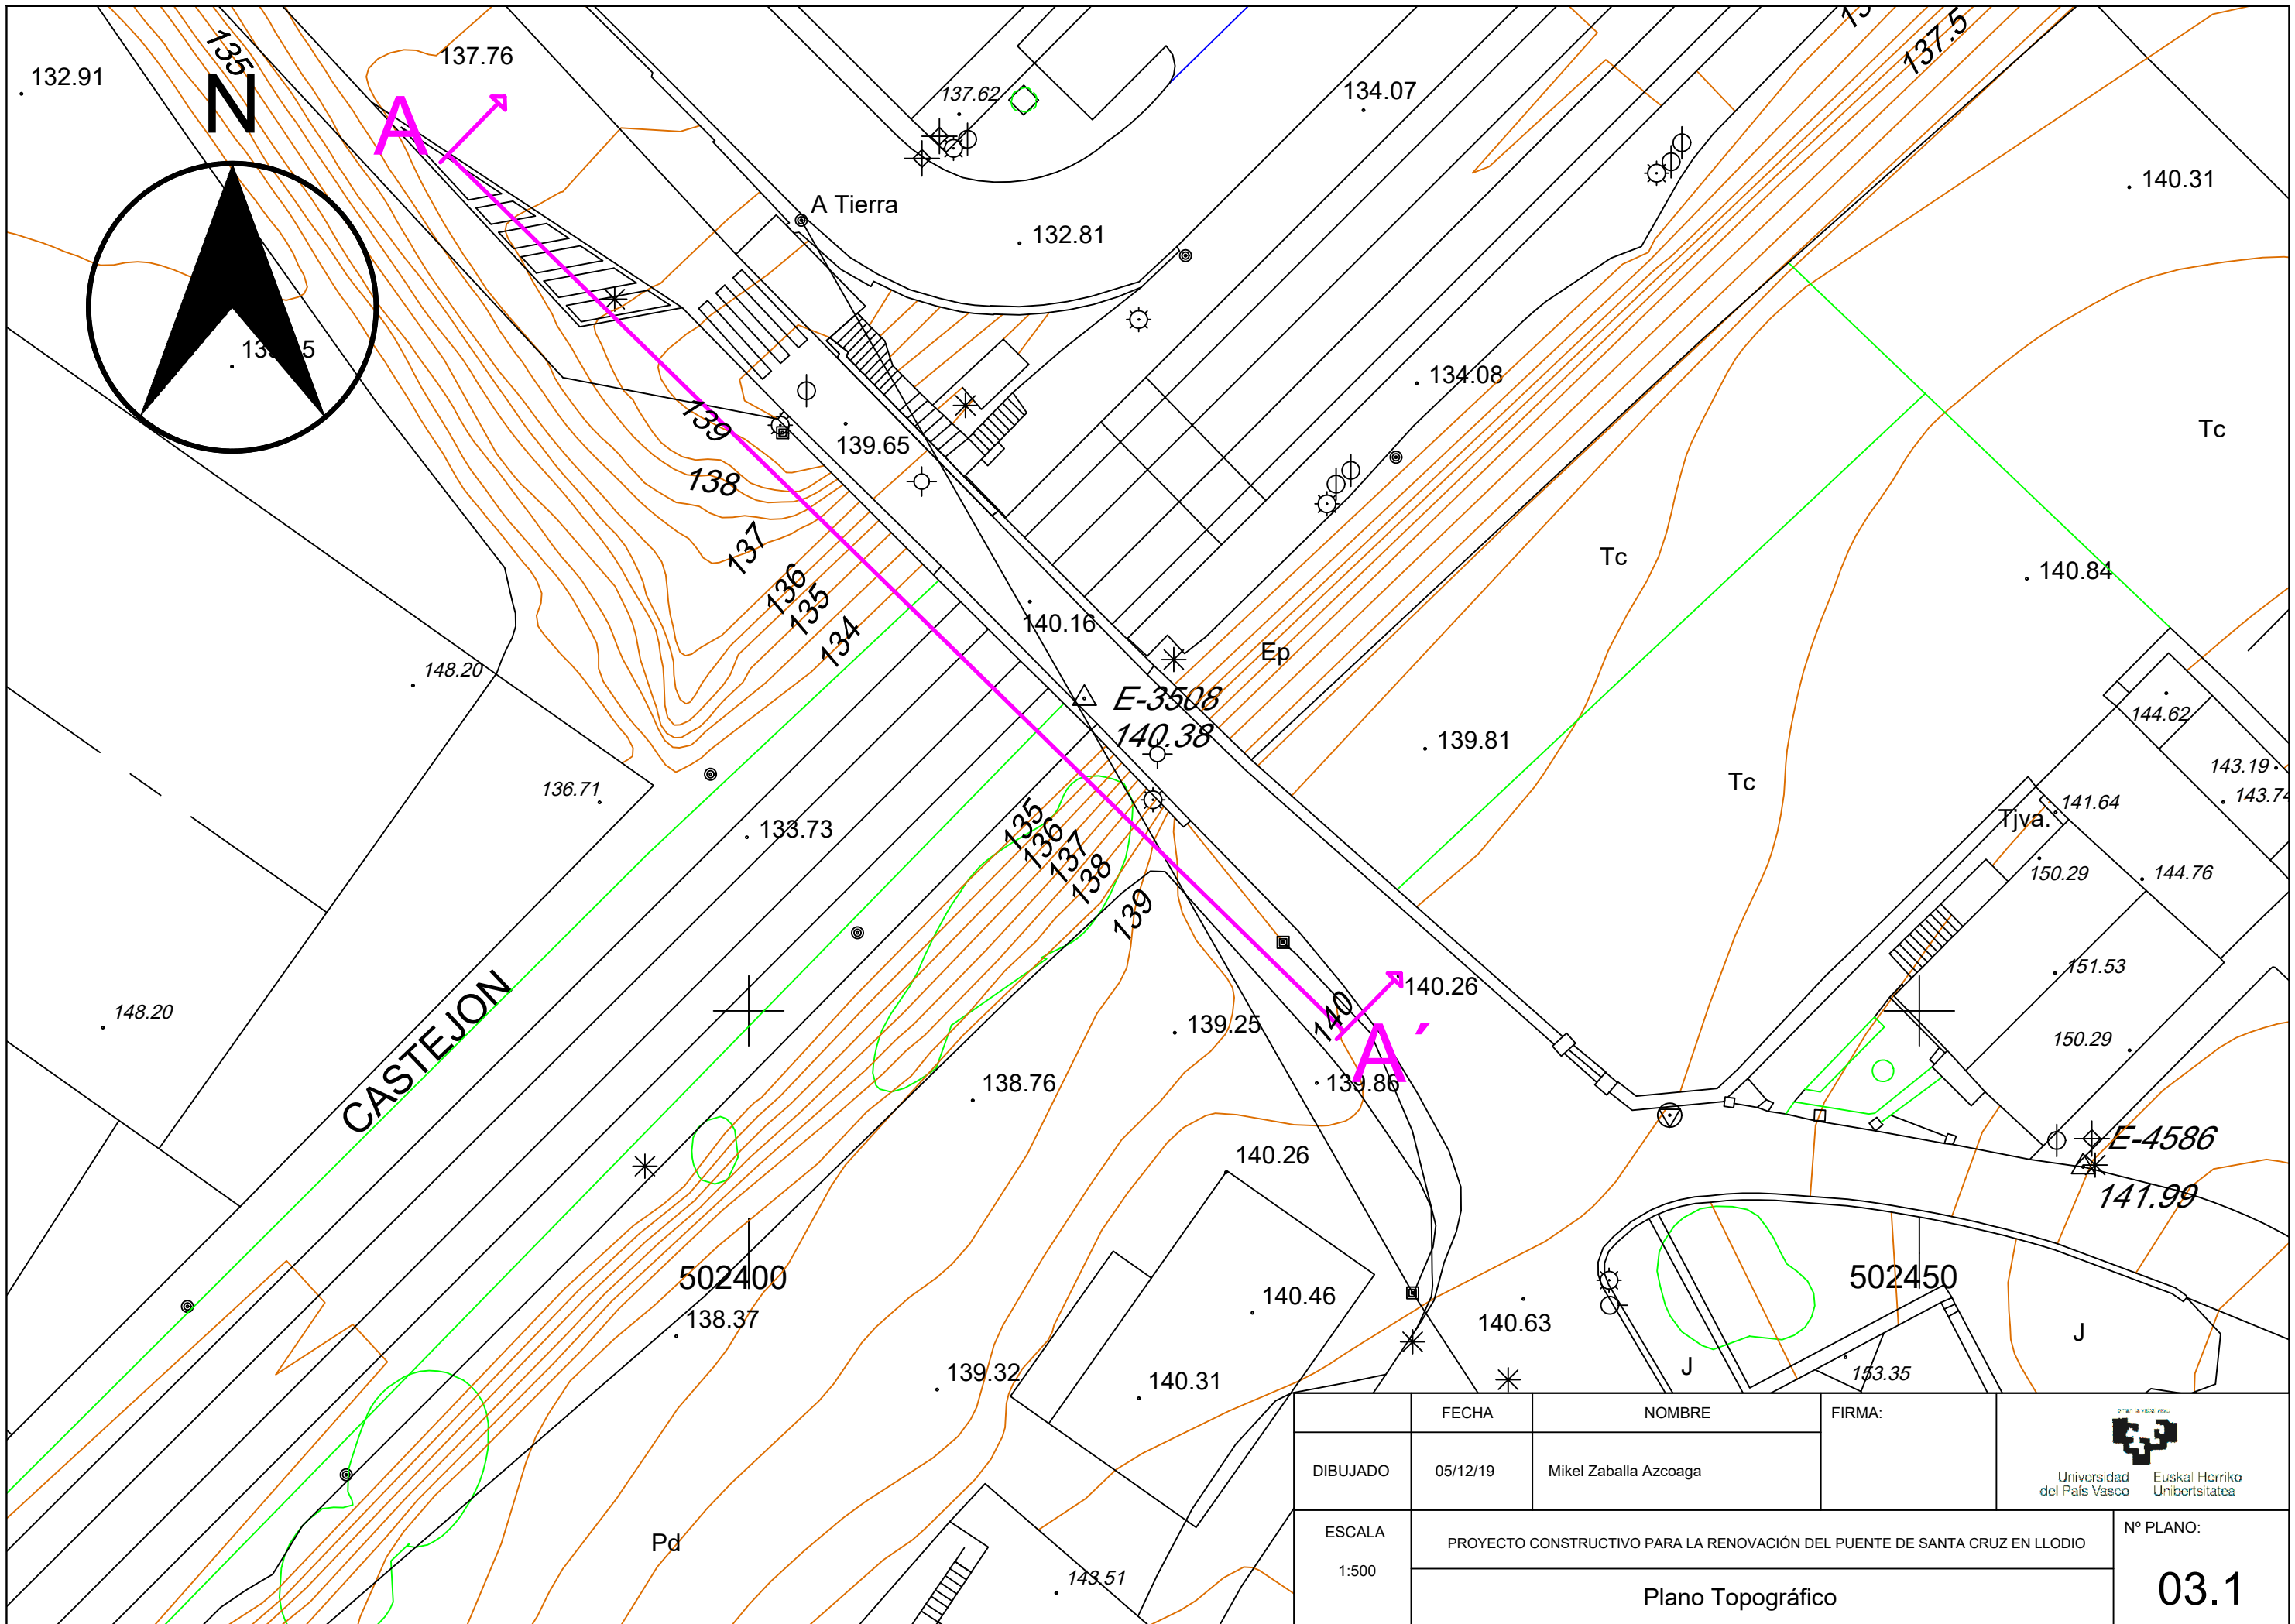 135
137.76
137.5
132.91
N
A
137.62
134.07
140.31
A Tierra
132.81
134.08
139
139.65
Tc
138
137
Tc
136
135
134
140.84
140.16
Ep
148.20
E-3508
140.38
139.81
144.62
143.19
143.74
Tc
136.71
133.73
135
136
137
138
139
141.64
Tjva.
150.29
144.76
CASTEJON
148.20
139.25
140
140.26
A´
151.53
150.29
138.76
139.86
140.26
E-4586
141.99
502400
502450
138.37
140.46
140.63
J
J
139.32
140.31
153.35
Pd
143.51
FECHA
NOMBRE
FIRMA:
DIBUJADO
05/12/19
Mikel Zaballa Azcoaga
Universidad del País Vasco
Euskal Herriko Unibertsitatea
ESCALA
1:500
PROYECTO CONSTRUCTIVO PARA LA RENOVACIÓN DEL PUENTE DE SANTA CRUZ EN LLODIO
Plano Topográfico
Nº PLANO:
03.1